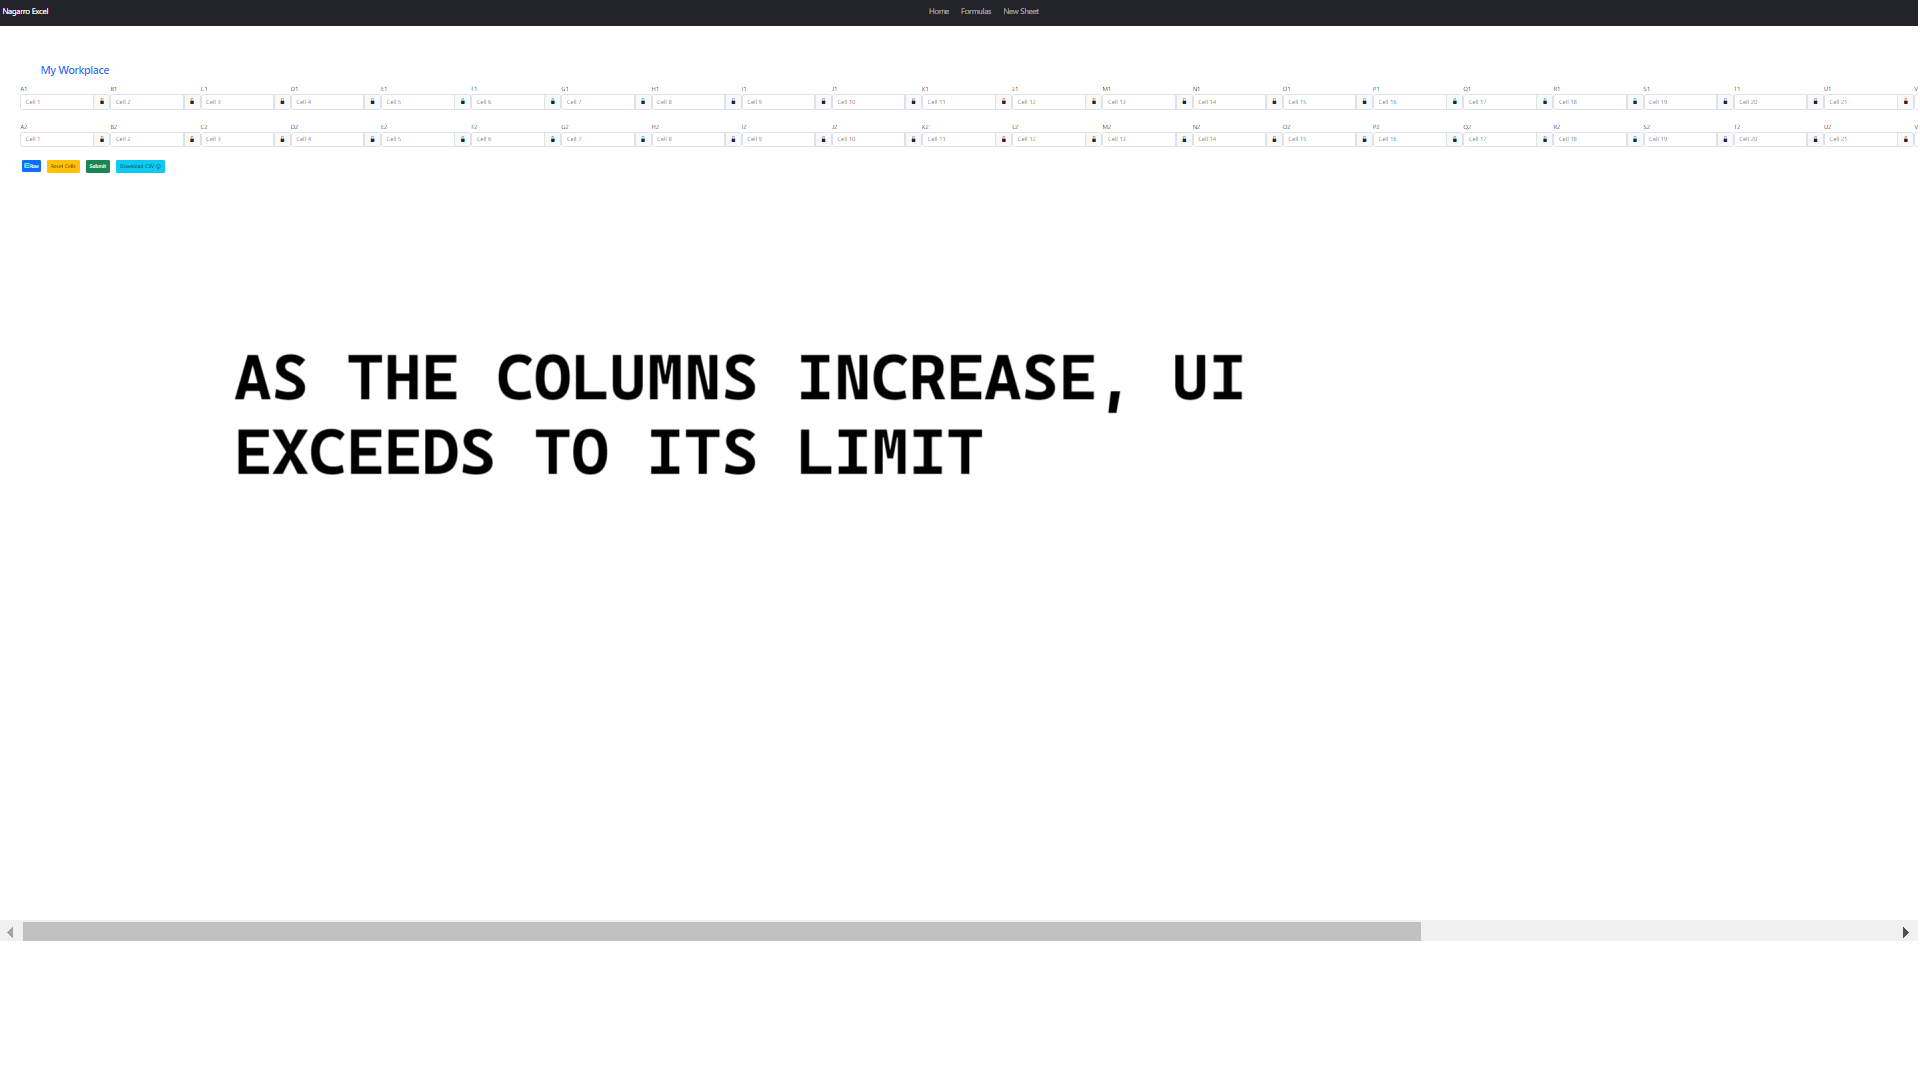 Nagarro Excel Home Formulas New Sheet
My Workplace
A1 B1 C1 D1 E1 F1 G1 H1 I1 J1 K1 L1 M1 N1 O1 P1 Q1 R1 S1 T1 U1
Cell 1 Cell 2 Cell 3 Cell 4 Cell 5 Cell 6 Cell 7 Cell 8 Cell 9 Cell 10 Cell 11 Cell 12 Cell 13 Cell 14 Cell 15 Cell 16 Cell 17 Cell 18 Cell 19 Cell 20 Cell 21
A2 B2 C2 D2 E2 F2 G2 H2 I2 J2 K2 L2 M2 N2 O2 P2 Q2 R2 S2 T2 U2
Cell 1 Cell 2 Cell 3 Cell 4 Cell 5 Cell 6 Cell 7 Cell 8 Cell 9 Cell 10 Cell 11 Cell 12 Cell 13 Cell 14 Cell 15 Cell 16 Cell 17 Cell 18 Cell 19 Cell 20 Cell 21
Row Reset Cells Submit Download CSV
AS THE COLUMNS INCREASE, UI
EXCEEDS TO ITS LIMIT